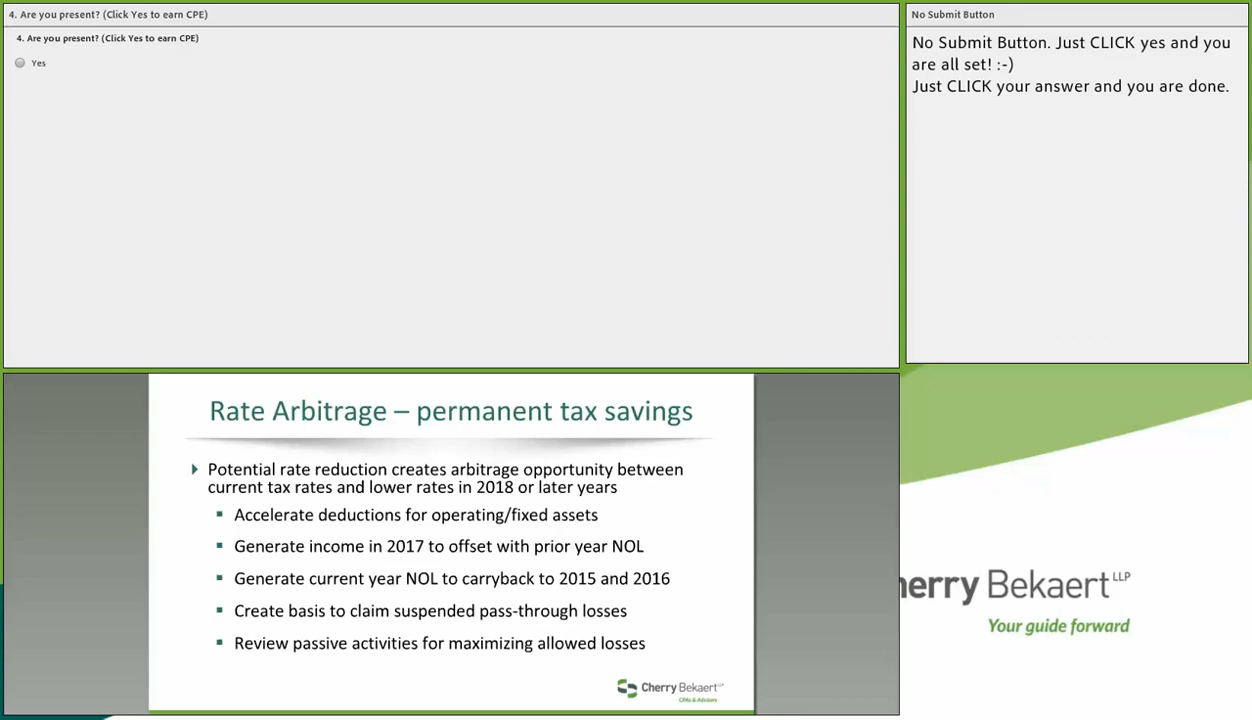 4. Are you present? (Click Yes to earn CPE)
4. Are you present? (Click Yes to earn CPE)
Yes
No Submit Button
No Submit Button. Just CLICK yes and you
are all set! :-)
Just CLICK your answer and you are done.
Rate Arbitrage – permanent tax savings
Potential rate reduction creates arbitrage opportunity between
current tax rates and lower rates in 2018 or later years
Accelerate deductions for operating/fixed assets
Generate income in 2017 to offset with prior year NOL
Generate current year NOL to carryback to 2015 and 2016
Create basis to claim suspended pass-through losses
Review passive activities for maximizing allowed losses
Cherry Bekaert LLP
CPAs & Advisors
herry Bekaert LLP
Your guide forward